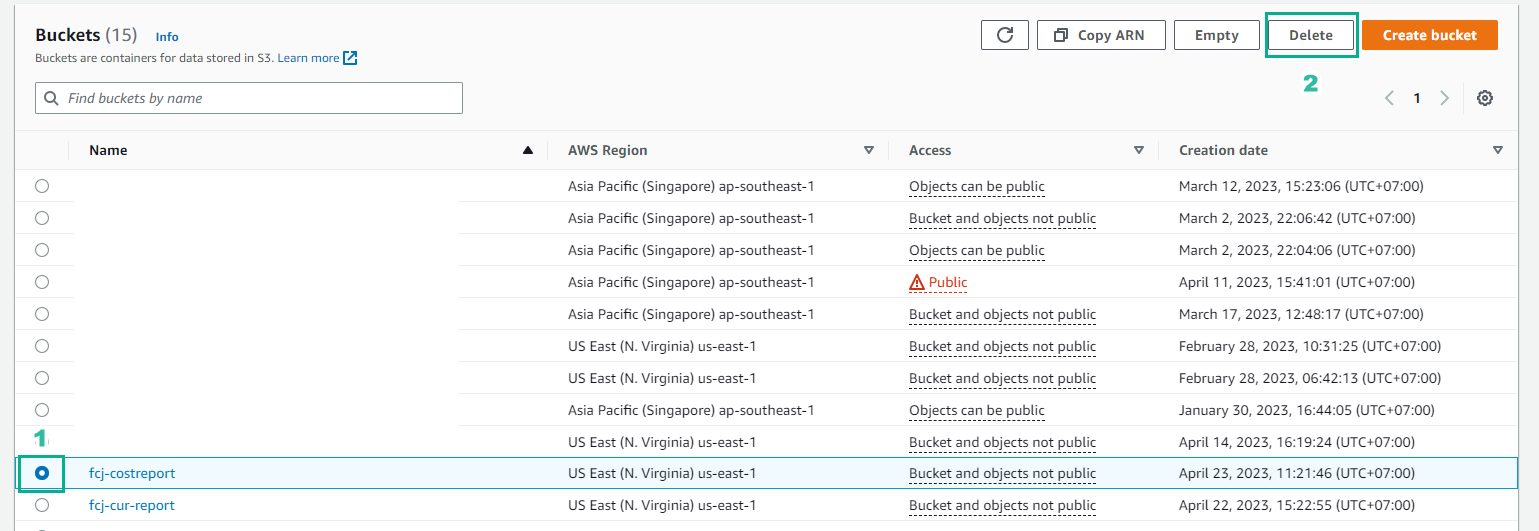 Buckets (15) Info
Buckets are containers for data stored in S3. Learn more
Copy ARN
Empty
Delete
Create bucket
2
Find buckets by name
1
Name AWS Region Access Creation date
Asia Pacific (Singapore) ap-southeast-1 Objects can be public March 12, 2023, 15:23:06 (UTC+07:00)
Asia Pacific (Singapore) ap-southeast-1 Bucket and objects not public March 2, 2023, 22:06:42 (UTC+07:00)
Asia Pacific (Singapore) ap-southeast-1 Objects can be public March 2, 2023, 22:04:06 (UTC+07:00)
Asia Pacific (Singapore) ap-southeast-1 Public April 11, 2023, 15:41:01 (UTC+07:00)
Asia Pacific (Singapore) ap-southeast-1 Bucket and objects not public March 17, 2023, 12:48:17 (UTC+07:00)
US East (N. Virginia) us-east-1 Bucket and objects not public February 28, 2023, 10:31:25 (UTC+07:00)
US East (N. Virginia) us-east-1 Bucket and objects not public February 28, 2023, 06:42:13 (UTC+07:00)
Asia Pacific (Singapore) ap-southeast-1 Objects can be public January 30, 2023, 16:44:05 (UTC+07:00)
1
US East (N. Virginia) us-east-1 Bucket and objects not public April 14, 2023, 16:19:24 (UTC+07:00)
fcj-costreport US East (N. Virginia) us-east-1 Bucket and objects not public April 23, 2023, 11:21:46 (UTC+07:00)
fcj-cur-report US East (N. Virginia) us-east-1 Bucket and objects not public April 22, 2023, 15:22:55 (UTC+07:00)